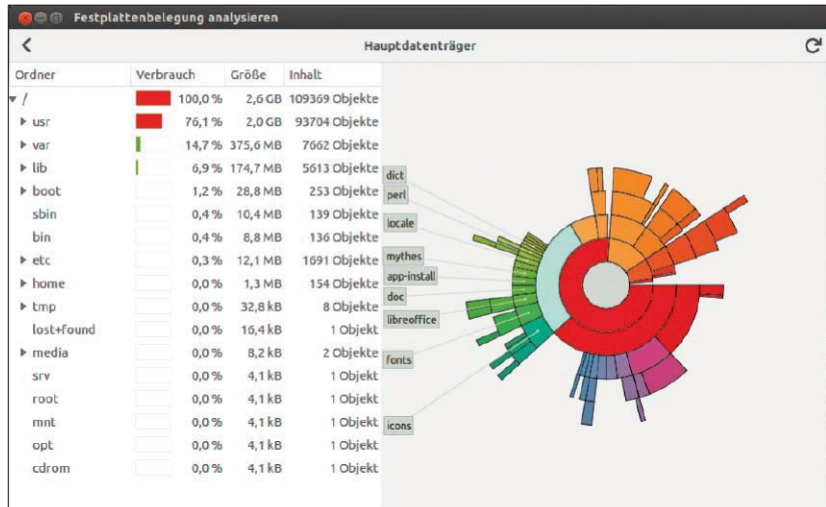 Festplattenbelegung analysieren
Hauptdatenträger
Ordner Verbrauch Größe Inhalt
/ 100,0 % 2,6 GB 109369 Objekte
usr 76,1 % 2,0 GB 93704 Objekte
var 14,7 % 375,6 MB 7662 Objekte
lib 6,9 % 174,7 MB 5613 Objekte
boot 1,2 % 28,8 MB 253 Objekte
sbin 0,4 % 10,4 MB 139 Objekte
bin 0,4 % 8,8 MB 136 Objekte
etc 0,3 % 12,1 MB 1691 Objekte
home 0,0 % 1,3 MB 154 Objekte
tmp 0,0 % 32,8 kB 8 Objekte
lost+found 0,0 % 16,4 kB 1 Objekt
media 0,0 % 8,2 kB 2 Objekte
srv 0,0 % 4,1 kB 1 Objekt
root 0,0 % 4,1 kB 1 Objekt
mnt 0,0 % 4,1 kB 1 Objekt
opt 0,0 % 4,1 kB 1 Objekt
cdrom 0,0 % 4,1 kB 1 Objekt
dict
perl
locale
mythes
app-install
doc
libreoffice
fonts
icons